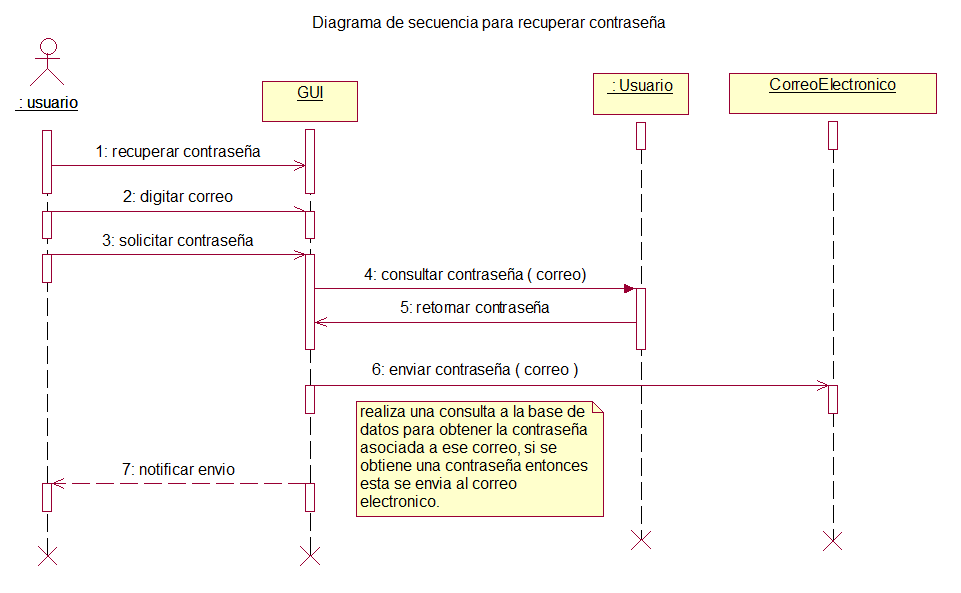 Diagrama de secuencia para recuperar contraseña
: usuario
GUI
: Usuario
CorreoElectronico
1: recuperar contraseña
2: digitar correo
3: solicitar contraseña
4: consultar contraseña ( correo)
5: retornar contraseña
6: enviar contraseña ( correo )
realiza una consulta a la base de
datos para obtener la contraseña
asociada a ese correo, si se
obtiene una contraseña entonces
esta se envia al correo
electronico.
7: notificar envio